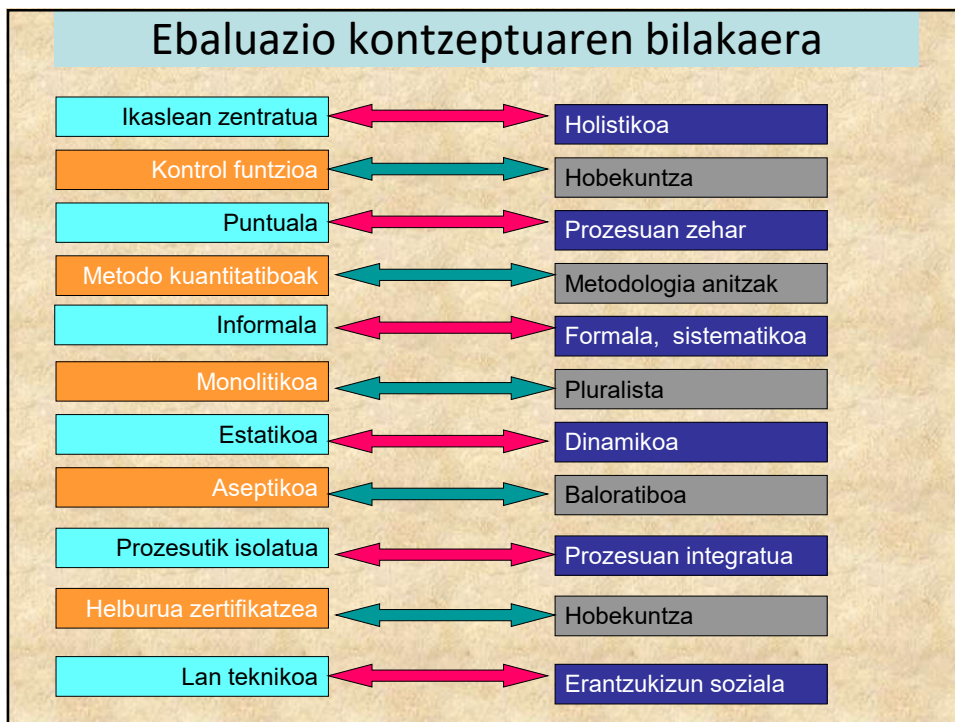 Ebaluazio kontzeptuaren bilakaera
Ikaslean zentratua
Holistikoa
Kontrol funtzioa
Hobekuntza
Puntuala
Prozesuan zehar
Metodo kuantitatiboak
Metodologia anitzak
Informala
Formala, sistematikoa
Monolitikoa
Pluralista
Estatikoa
Dinamikoa
Aseptikoa
Baloratiboa
Prozesutik isolatua
Prozesuan integratua
Helburua zertifikatzea
Hobekuntza
Lan teknikoa
Erantzukizun soziala